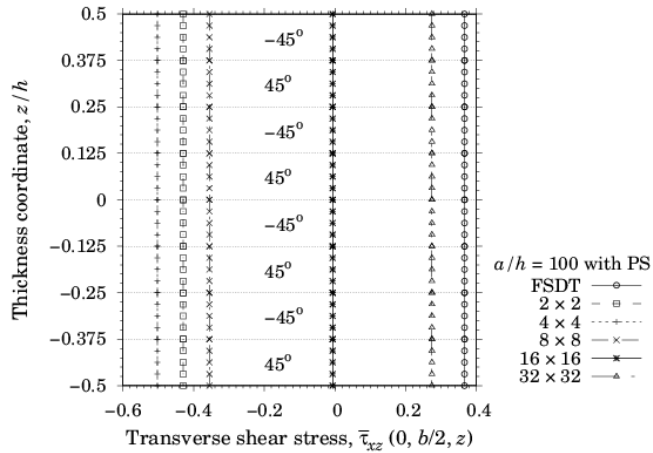 0.5
0.375
0.25
0.125
0
−0.125
−0.25
−0.375
−0.5
Thickness coordinate, z/h
−45°
45°
−45°
45°
−45°
45°
−45°
45°
−0.6 −0.4 −0.2 0 0.2 0.4
Transverse shear stress, τ̅xz (0, b/2, z)
a/h = 100 with PS
FSDT
2 × 2
4 × 4
8 × 8
16 × 16
32 × 32